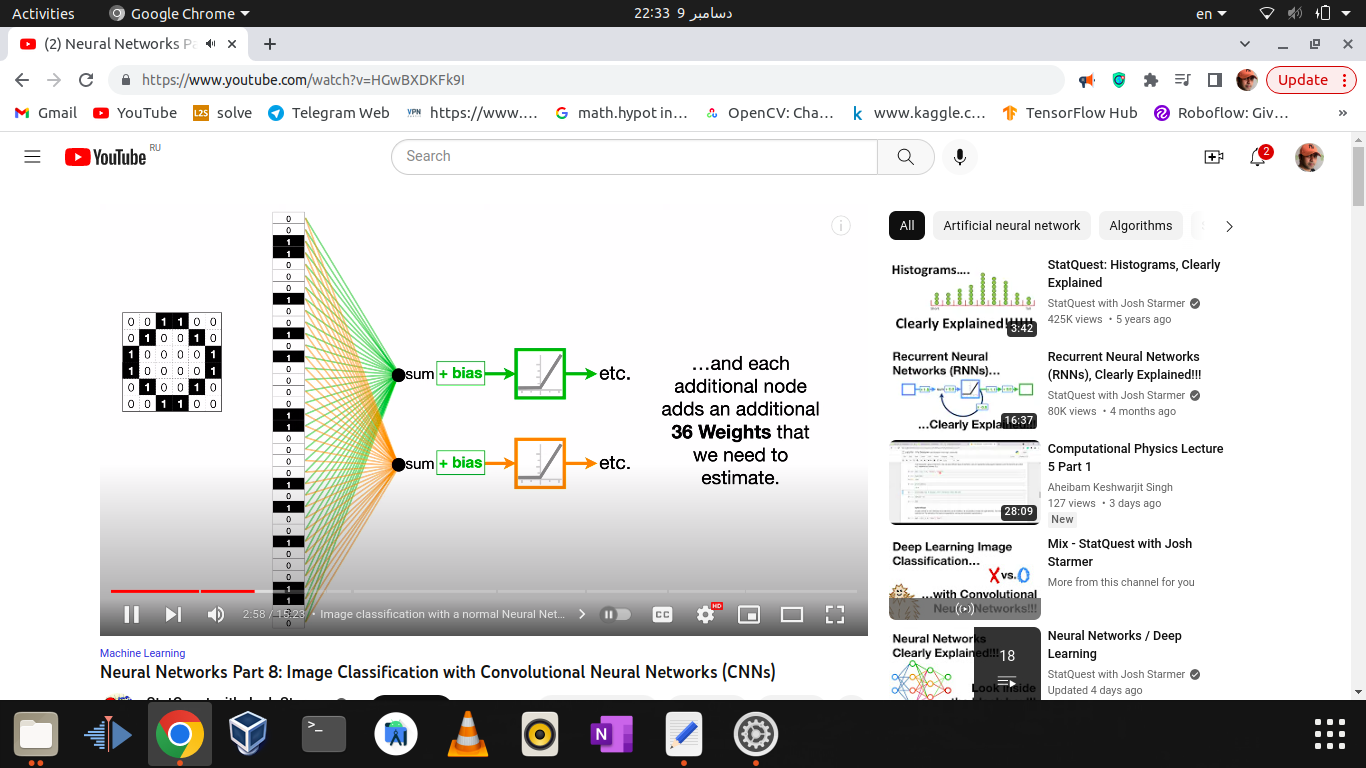 Activities
Google Chrome
دسامبر 9  22:33
en
(2) Neural Networks Pa
https://www.youtube.com/watch?v=HGwBXDKFk9I
Update
Gmail
YouTube
L2S solve
Telegram Web
VPN https://www.…
math.hypot in…
OpenCV: Cha…
k www.kaggle.c…
TensorFlow Hub
Roboflow: Giv…
»
YouTube RU
Search
2
0
0
1
1
0
0
0
1
0
0
1
0
1
0
0
0
0
1
1
0
0
0
0
1
0
1
0
0
1
0
0
0
1
1
0
0
0 0 1 1 0 0
0 1 0 0 1 0
1 0 0 0 0 1
1 0 0 0 0 1
0 1 0 0 1 0
0 0 1 1 0 0
sum + bias etc.
sum + bias etc.
…and each
additional node
adds an additional
36 Weights that
we need to
estimate.
2:58 / 15:23 • Image classification with a normal Neural Net…
CC
HD
Machine Learning
Neural Networks Part 8: Image Classification with Convolutional Neural Networks (CNNs)
All
Artificial neural network
Algorithms
Histograms….
Clearly Explained!!!!!!
3:42
StatQuest: Histograms, Clearly
Explained
StatQuest with Josh Starmer
425K views • 5 years ago
Recurrent Neural
Networks (RNNs)…
…Clearly Explained!!!
16:37
Recurrent Neural Networks
(RNNs), Clearly Explained!!!
StatQuest with Josh Starmer
80K views • 4 months ago
28:09
Computational Physics Lecture
5 Part 1
Aheibam Keshwarjit Singh
127 views • 3 days ago
New
Deep Learning Image
Classification…
X vs. O
…with Convolutional
Neural Networks!!!
Mix - StatQuest with Josh
Starmer
More from this channel for you
Neural Networks
Clearly Explained!!!
Look inside
18
Neural Networks / Deep
Learning
StatQuest with Josh Starmer
Updated 4 days ago
>_
N